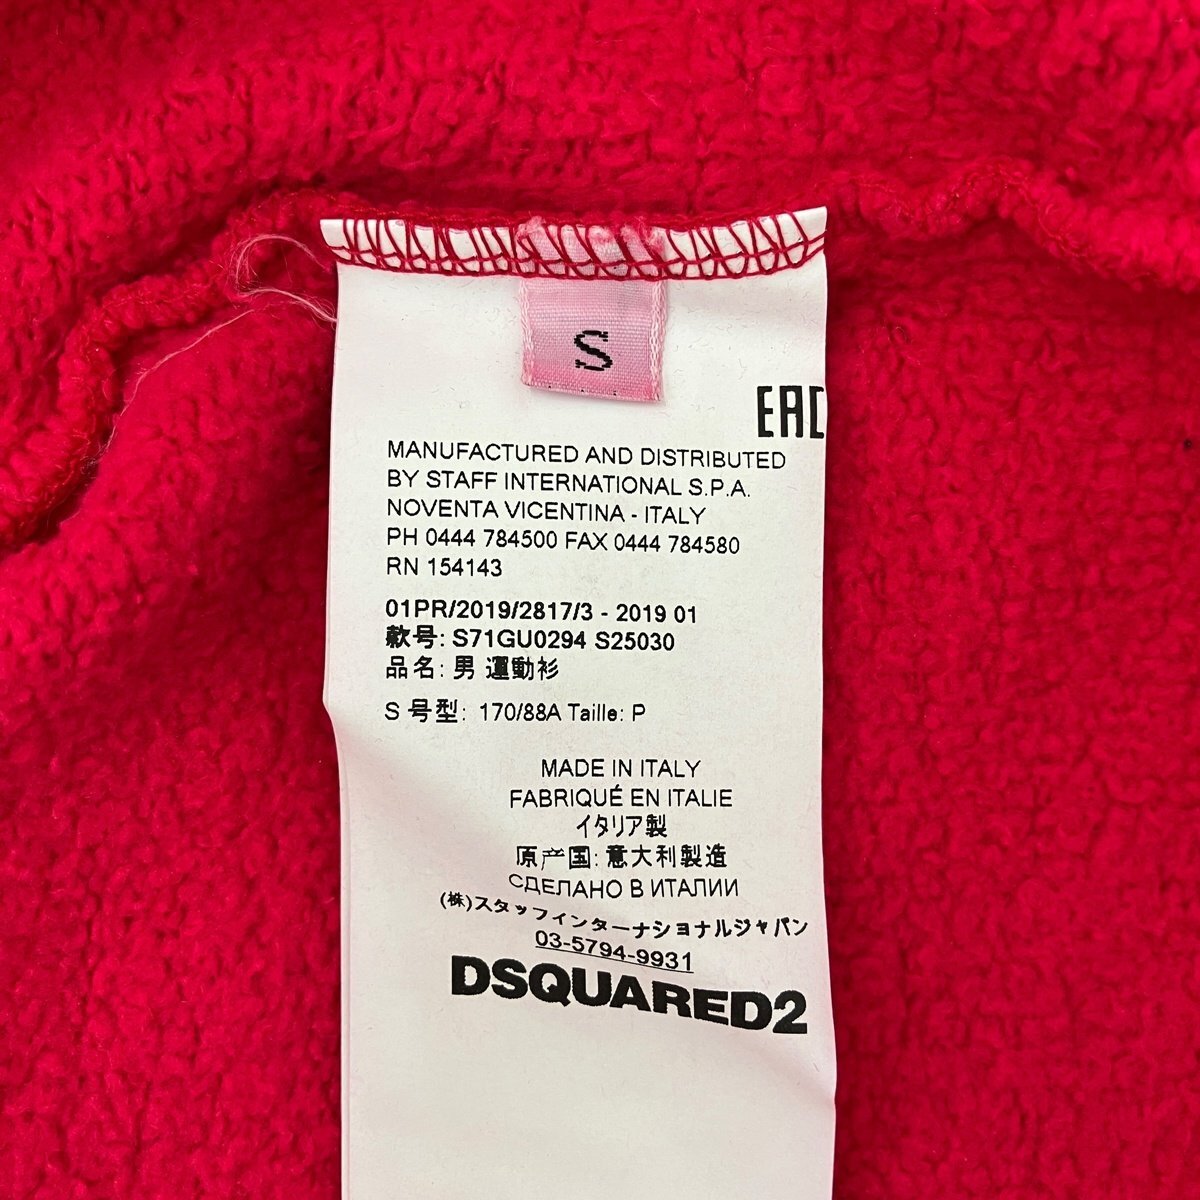 S
EAC
MANUFACTURED AND DISTRIBUTED
BY STAFF INTERNATIONAL S.P.A.
NOVENTA VICENTINA - ITALY
PH 0444 784500 FAX 0444 784580
RN 154143
01PR/2019/2817/3 - 2019 01
款号: S71GU0294 S25030
品名: 男 運動衫
S 号型: 170/88A Taille: P
MADE IN ITALY
FABRIQUÉ EN ITALIE
イタリア製
原产国: 意大利製造
СДЕЛАНО В ИТАЛИИ
(株)スタッフインターナショナルジャパン
03-5794-9931
DSQUARED2